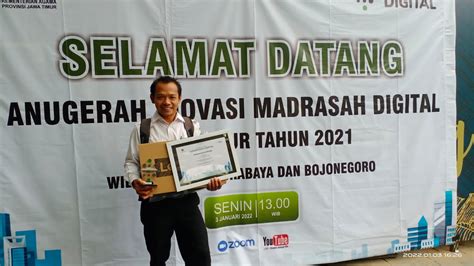 KEMENTERIAN AGAMA
PROVINSI JAWA TIMUR
DIGITAL
SELAMAT DATANG
ANUGERAH INOVASI MADRASAH DIGITAL
TAHUN 2021
DAN BOJONEGORO
SENIN
3 JANUARI 2022
13.00
WIB
zoom
YouTube
2022.01.03 16:26